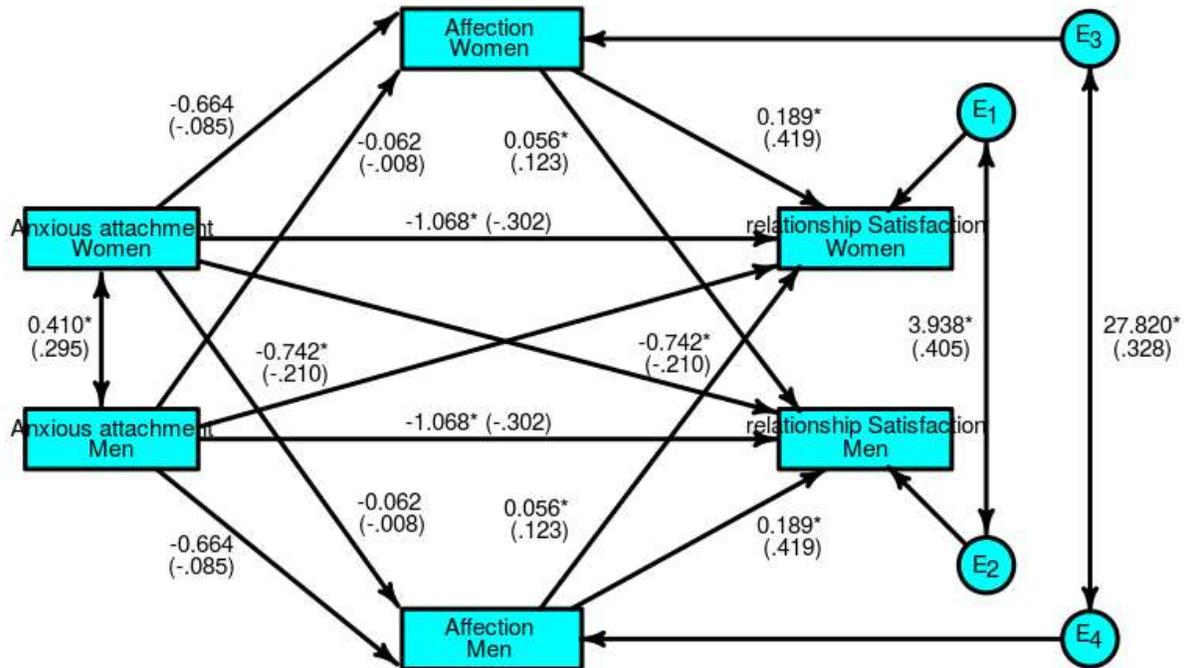 Affection
Women
E3
E1
-0.664
(-.085)
-0.062
(-.008)
0.056*
(.123)
0.189*
(.419)
Anxious attachment
Women
-1.068* (-.302)
relationship Satisfaction
Women
0.410*
(.295)
-0.742*
(-.210)
-0.742*
(-.210)
3.938*
(.405)
27.820*
(.328)
Anxious attachment
Men
-1.068* (-.302)
relationship Satisfaction
Men
-0.664
(-.085)
-0.062
(-.008)
0.056*
(.123)
0.189*
(.419)
E2
Affection
Men
E4